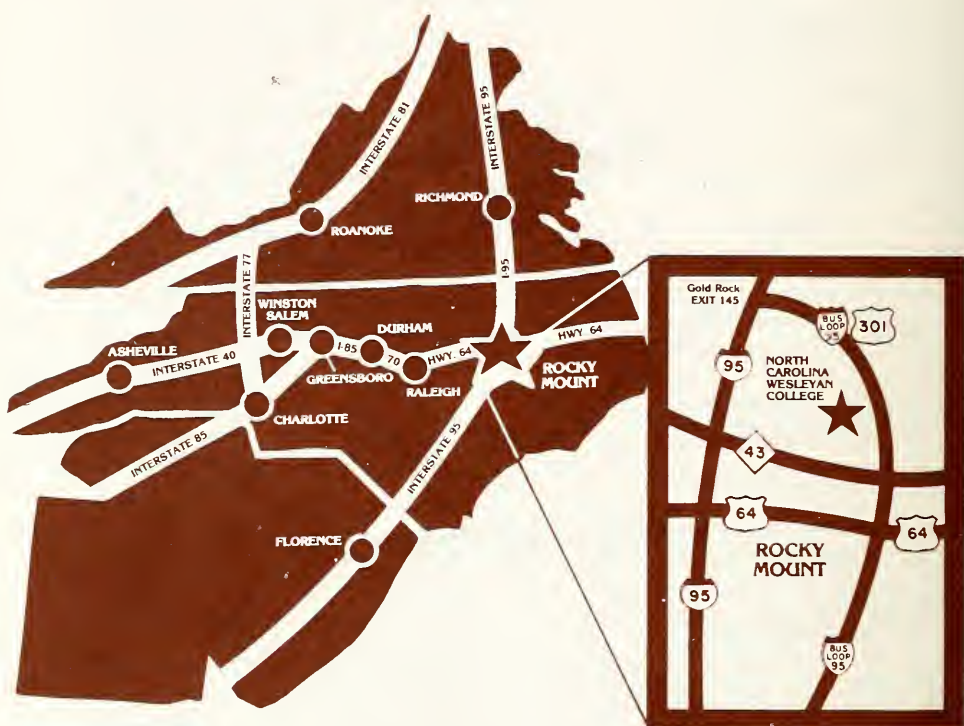 INTERSTATE 81
INTERSTATE 95
RICHMOND
ROANOKE
INTERSTATE 77
I-95
WINSTON
SALEM
DURHAM
ASHEVILLE
INTERSTATE 40
I-85
70
HWY. 64
HWY. 64
GREENSBORO
RALEIGH
ROCKY
MOUNT
CHARLOTTE
INTERSTATE 85
INTERSTATE 95
FLORENCE
Gold Rock
EXIT 145
BUS
LOOP
95
301
95
NORTH
CAROLINA
WESLEYAN
COLLEGE
43
64
64
ROCKY
MOUNT
95
BUS
LOOP
95